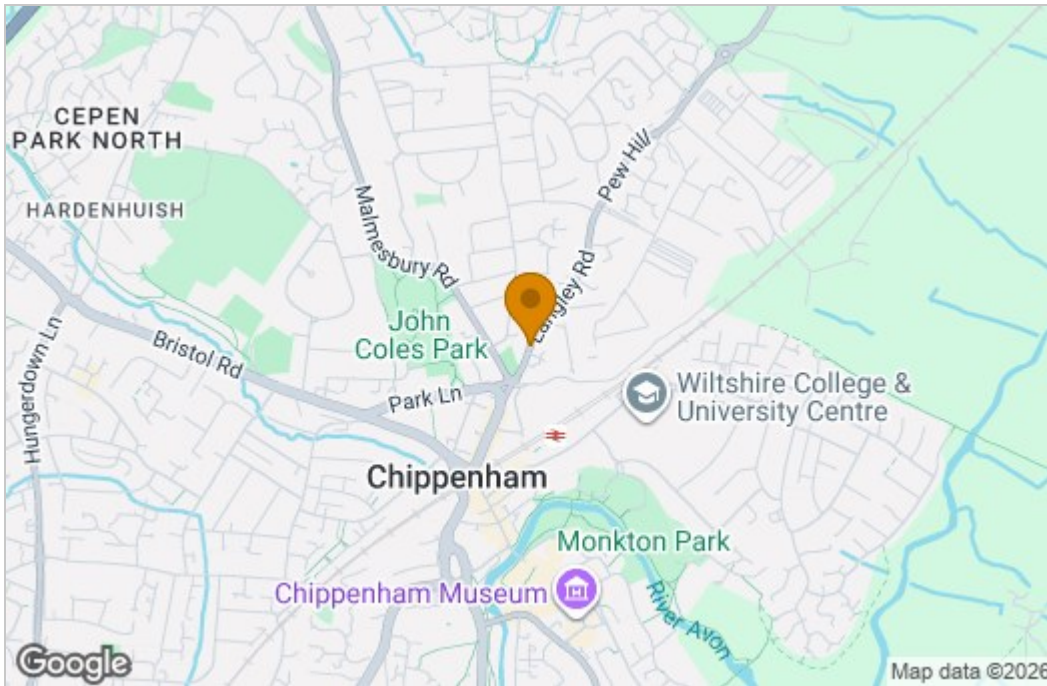 CEPEN
PARK NORTH
HARDENHUISH
Malmesbury Rd
Pew Hill
Langley Rd
John
Coles Park
Bristol Rd
Hungerdown Ln
Park Ln
Wiltshire College &
University Centre
Chippenham
Monkton Park
Chippenham Museum
River Avon
Google
Map data ©2026